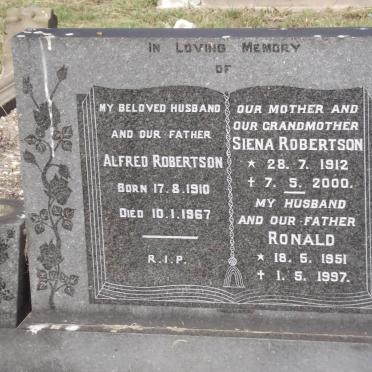 IN LOVING MEMORY
OF
MY BELOVED HUSBAND
AND OUR FATHER
ALFRED ROBERTSON
BORN 17.8.1910
DIED 10.1.1967
R.I.P.
OUR MOTHER AND
OUR GRANDMOTHER
SIENA ROBERTSON
* 28.7.1912
† 7.5.2000.
MY HUSBAND
AND OUR FATHER
RONALD
* 18.5.1951
† 1.5.1997.